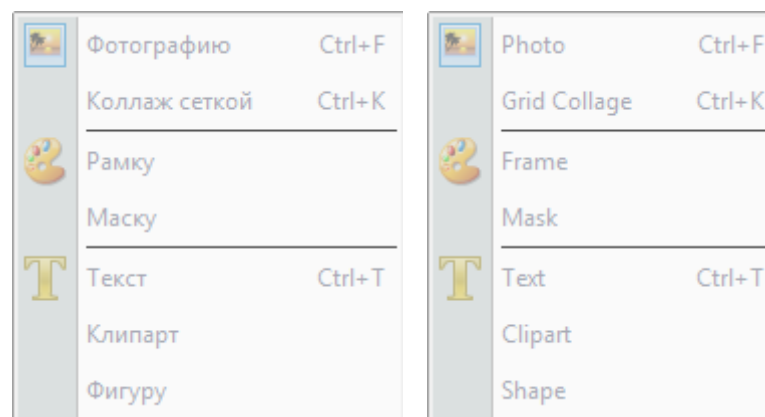 Фотографию Ctrl+F
Коллаж сеткой Ctrl+K
Рамку
Маску
Текст Ctrl+T
Клипарт
Фигуру
Photo Ctrl+F
Grid Collage Ctrl+K
Frame
Mask
Text Ctrl+T
Clipart
Shape